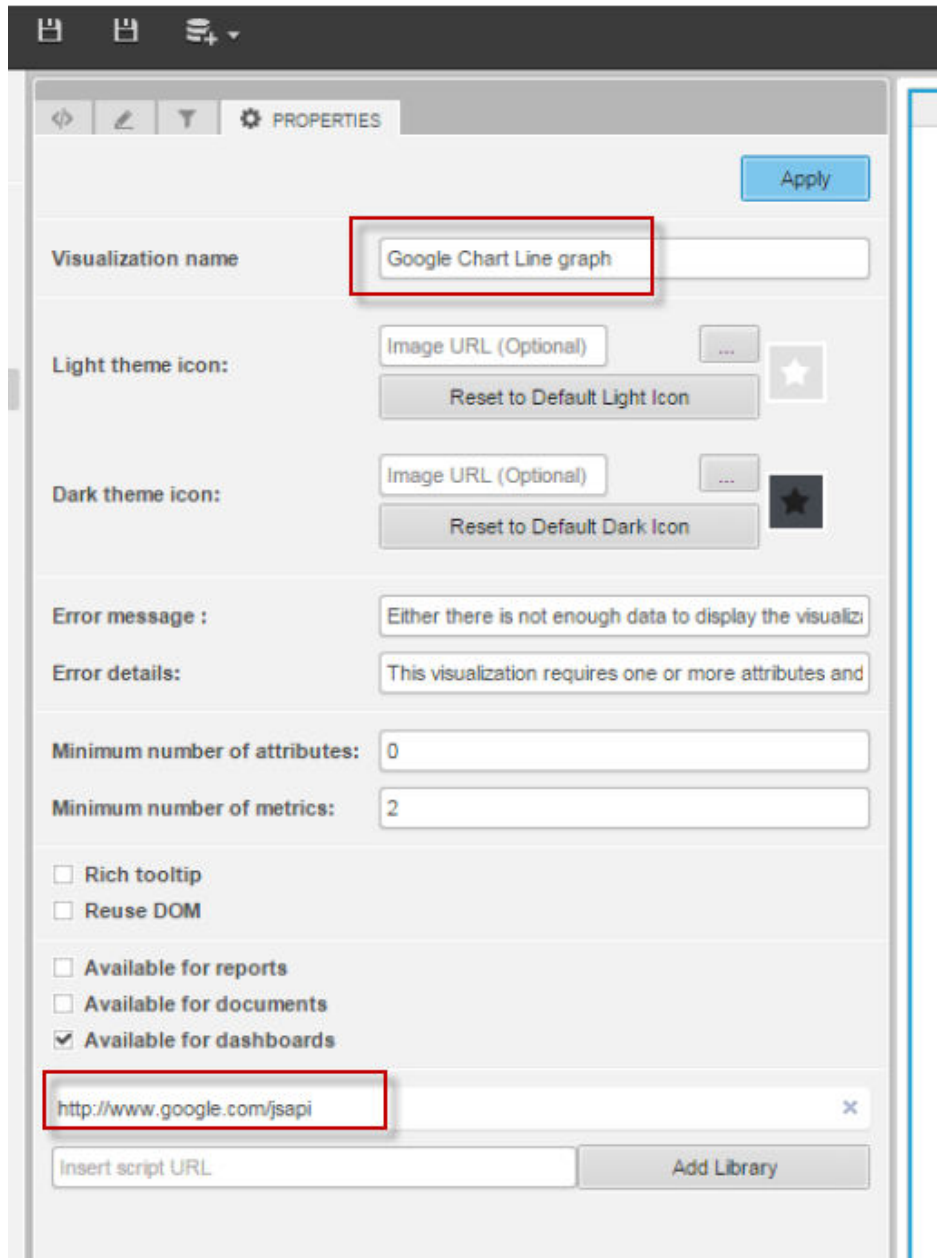 PROPERTIES
Apply
Visualization name
Google Chart Line graph
Light theme icon:
Image URL (Optional)
...
Reset to Default Light Icon
Dark theme icon:
Image URL (Optional)
...
Reset to Default Dark Icon
Error message :
Either there is not enough data to display the visualiz
Error details:
This visualization requires one or more attributes and
Minimum number of attributes:
0
Minimum number of metrics:
2
Rich tooltip
Reuse DOM
Available for reports
Available for documents
Available for dashboards
http://www.google.com/jsapi
Insert script URL
Add Library